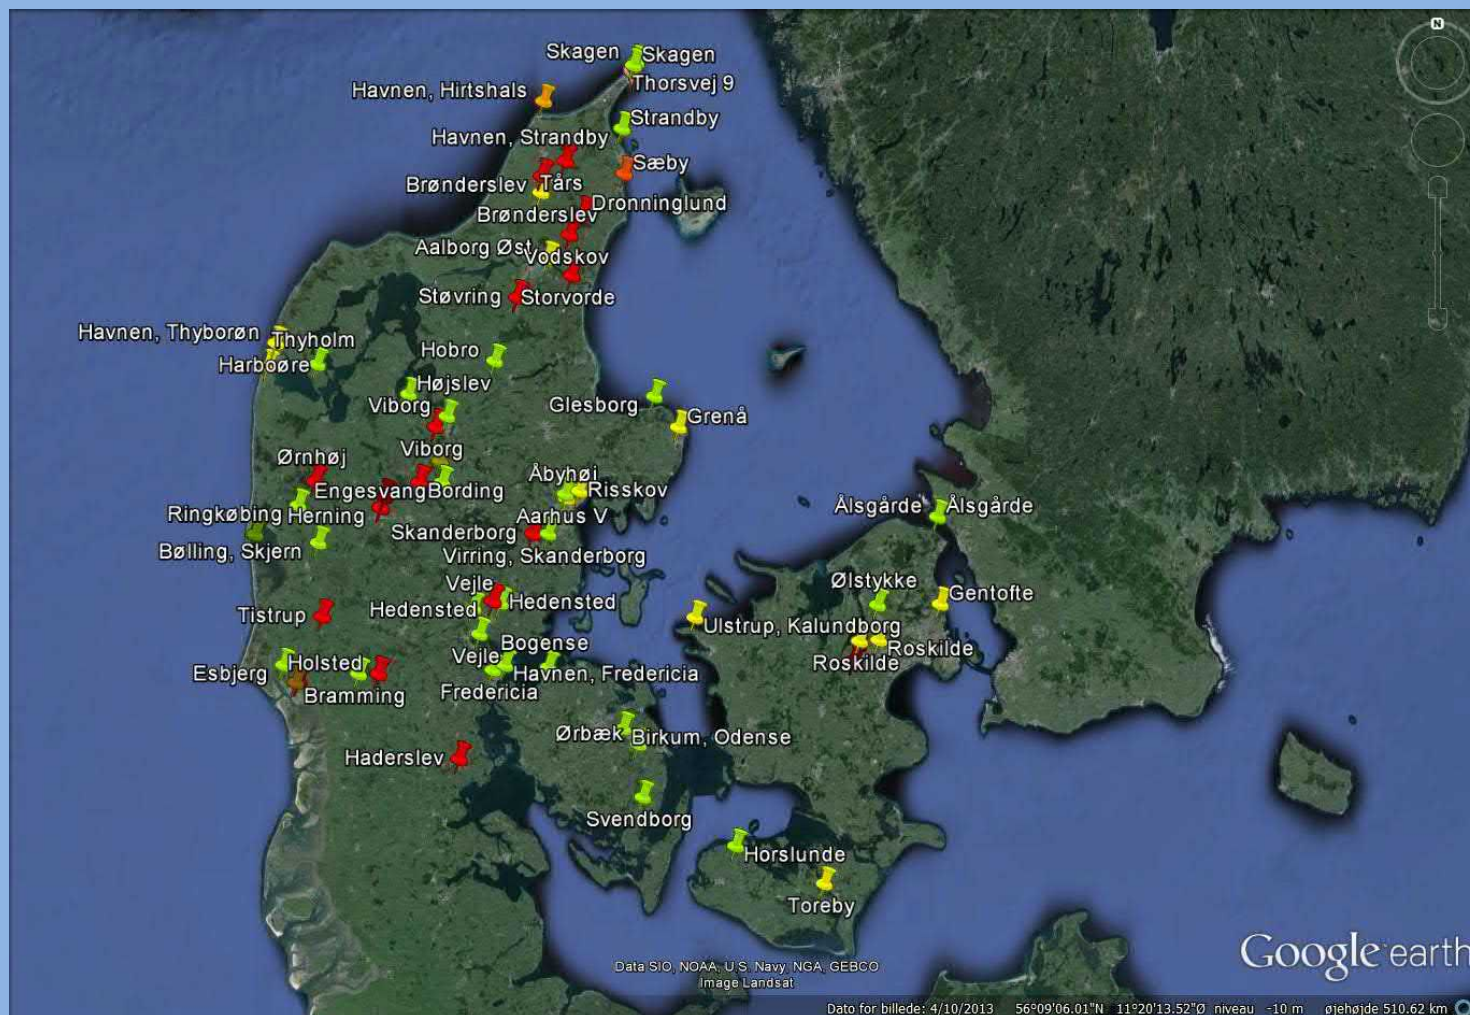 N
Skagen
Skagen
Thorsvej 9
Havnen, Hirtshals
Strandby
Havnen, Strandby
Sæby
Tårs
Brønderslev
Dronninglund
Brønderslev
Aalborg Øst
Vodskov
Støvring
Storvorde
Havnen, Thyborøn
Thyholm
Harboøre
Hobro
Højslev
Viborg
Glesborg
Grenå
Viborg
Ørnhøj
Åbyhøj
Engesvang
Bording
Risskov
Ringkøbing
Herning
Aarhus V
Ålsgårde
Ålsgårde
Skanderborg
Bølling, Skjern
Virring, Skanderborg
Vejle
Ølstykke
Hedensted
Hedensted
Gentofte
Tistrup
Ulstrup, Kalundborg
Bogense
Roskilde
Vejle
Roskilde
Holsted
Esbjerg
Havnen, Fredericia
Bramming
Fredericia
Ørbæk
Birkum, Odense
Haderslev
Svendborg
Horslunde
Toreby
Google earth
Data SIO, NOAA, U.S. Navy, NGA, GEBCO
Image Landsat
Dato for billede: 4/10/2013 56°09'06.01"N 11°20'13.52"Ø niveau -10 m øjehøjde 510.62 km